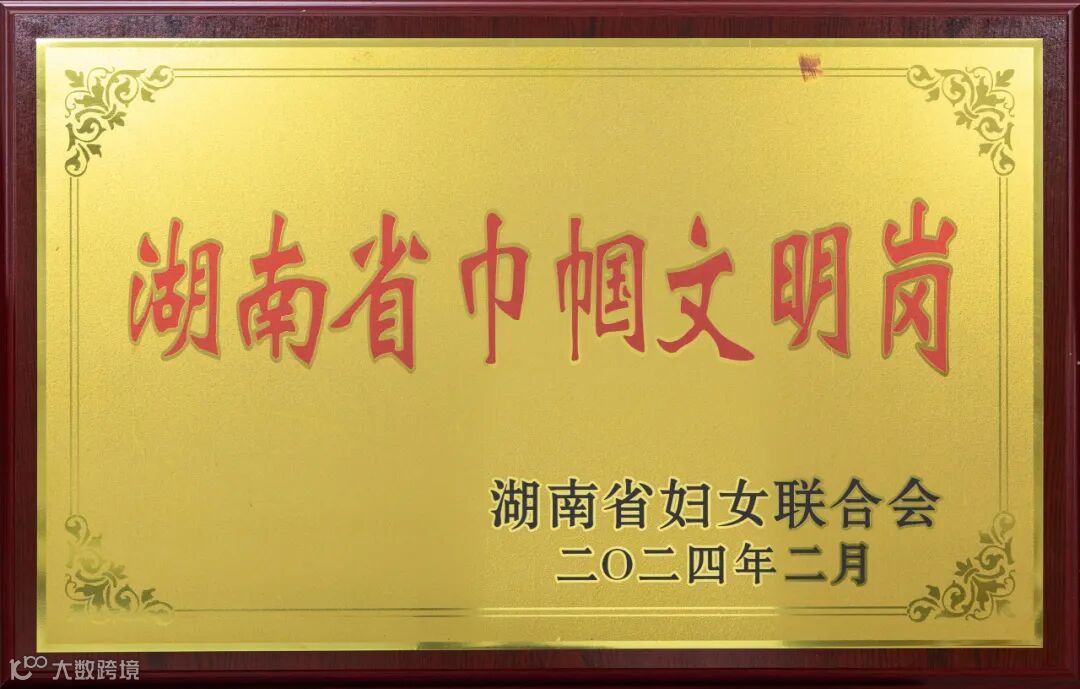 湖南省巾帼文明岗
湖南省妇女联合会
二〇二四年二月
大数跨境